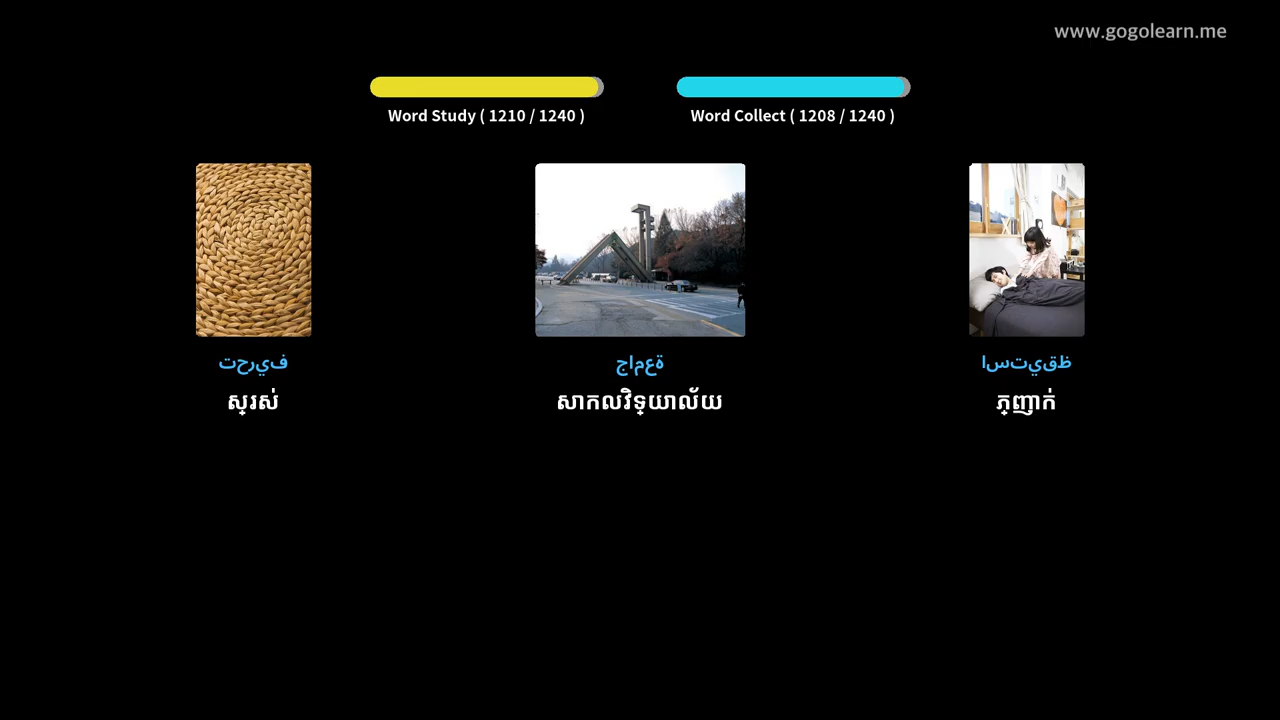 www.gogolearn.me
Word Study ( 1210 / 1240 )
Word Collect ( 1208 / 1240 )
تحريف
جامعة
استيقظ
ស្រស់
សាកលវិទ្យាល័យ
ភ្ញាក់